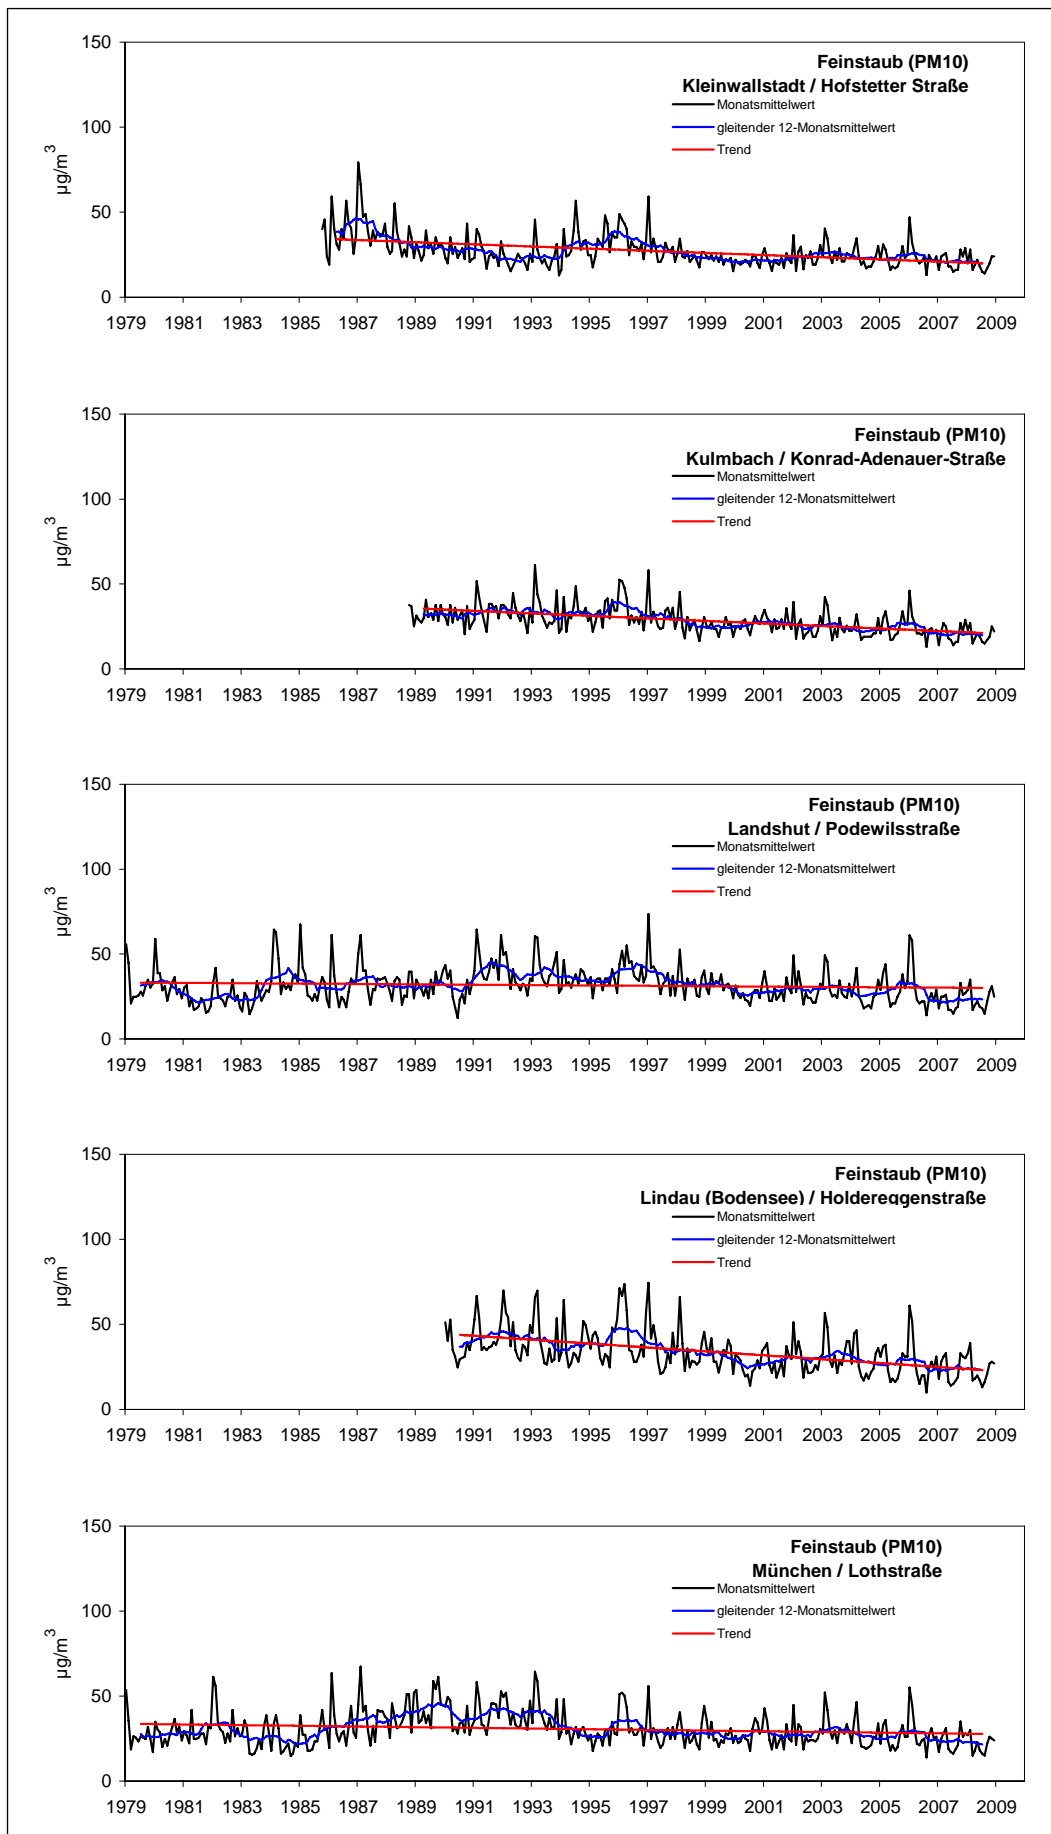 Feinstaub (PM10)
Kleinwallstadt / Hofstetter Straße
Monatsmittelwert
gleitender 12-Monatsmittelwert
Trend
µg/m³
150
100
50
0
1979 1981 1983 1985 1987 1989 1991 1993 1995 1997 1999 2001 2003 2005 2007 2009
Feinstaub (PM10)
Kulmbach / Konrad-Adenauer-Straße
Monatsmittelwert
gleitender 12-Monatsmittelwert
Trend
µg/m³
150
100
50
0
1979 1981 1983 1985 1987 1989 1991 1993 1995 1997 1999 2001 2003 2005 2007 2009
Feinstaub (PM10)
Landshut / Podewilsstraße
Monatsmittelwert
gleitender 12-Monatsmittelwert
Trend
µg/m³
150
100
50
0
1979 1981 1983 1985 1987 1989 1991 1993 1995 1997 1999 2001 2003 2005 2007 2009
Feinstaub (PM10)
Lindau (Bodensee) / Holdereggenstraße
Monatsmittelwert
gleitender 12-Monatsmittelwert
Trend
µg/m³
150
100
50
0
1979 1981 1983 1985 1987 1989 1991 1993 1995 1997 1999 2001 2003 2005 2007 2009
Feinstaub (PM10)
München / Lothstraße
Monatsmittelwert
gleitender 12-Monatsmittelwert
Trend
µg/m³
150
100
50
0
1979 1981 1983 1985 1987 1989 1991 1993 1995 1997 1999 2001 2003 2005 2007 2009